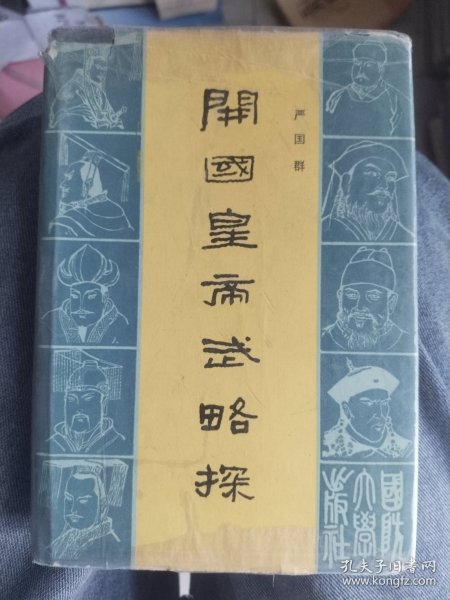 開國皇帝武略探
严国群
國防
大學
出版社
孔夫子旧书网
www.kongfz.com